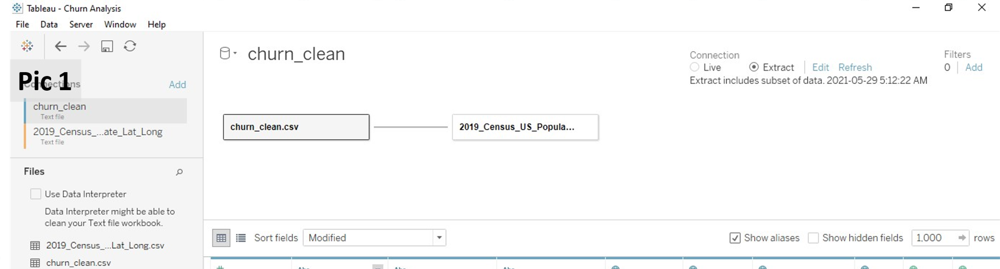 Tableau - Churn Analysis
File Data Server Window Help
Pic 1
Connections Add
churn_clean
Text file
2019_Census_...ate_Lat_Long
Text file
Files
Use Data Interpreter
Data Interpreter might be able to
clean your Text file workbook.
2019_Census_...Lat_Long.csv
churn_clean.csv
churn_clean
Connection
Live Extract Edit Refresh
Extract includes subset of data. 2021-05-29 5:12:22 AM
Filters
0 Add
churn_clean.csv
2019_Census_US_Popula...
Sort fields Modified Show aliases Show hidden fields 1,000 rows